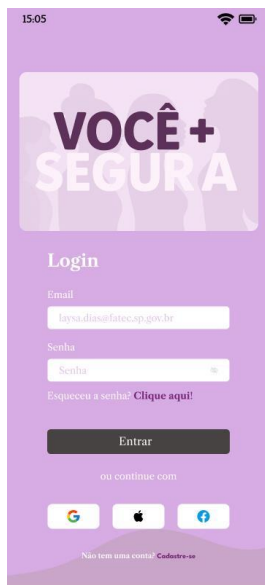 15:05
VOCÊ+
SEGURA
Login
Email
laysa.dias@fatec.sp.gov.br
Senha
Senha
Esqueceu a senha? Clique aqui!
Entrar
ou continue com
Não tem uma conta? Cadastre-se